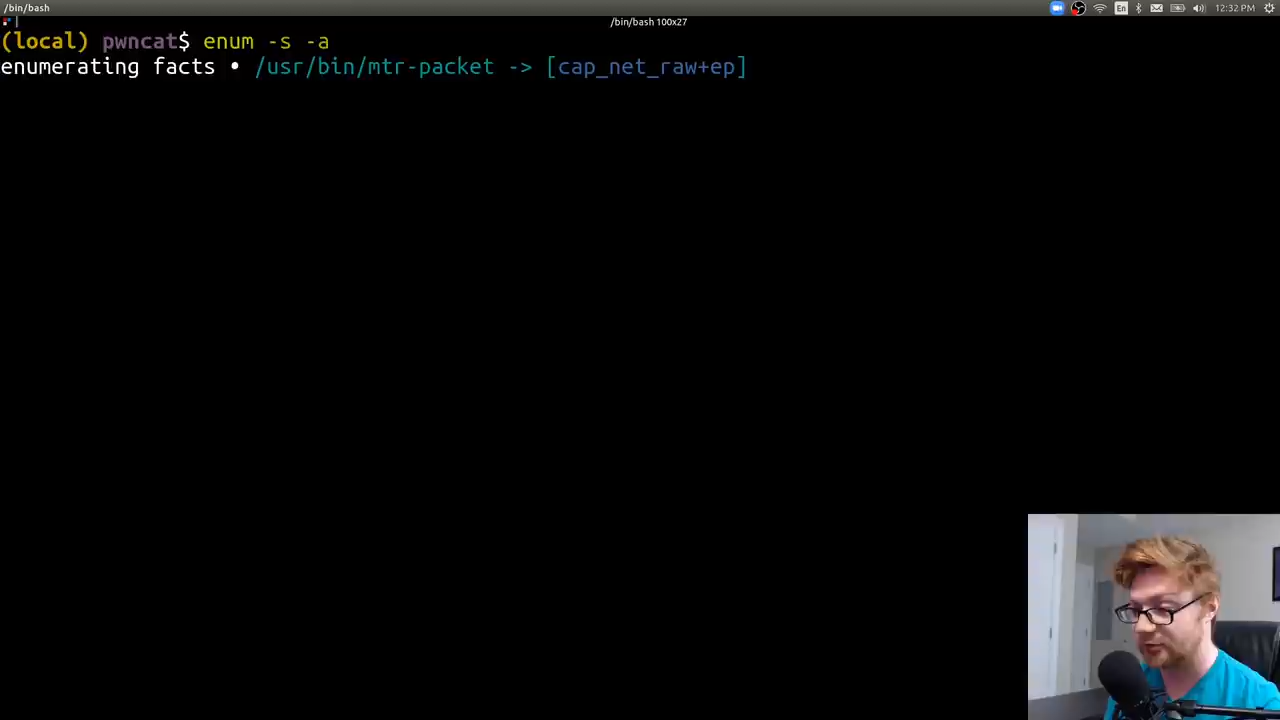 /bin/bash
En
12:32 PM
/bin/bash 100x27
(local) pwncat$ enum -s -a
enumerating facts • /usr/bin/mtr-packet -> [cap_net_raw+ep]